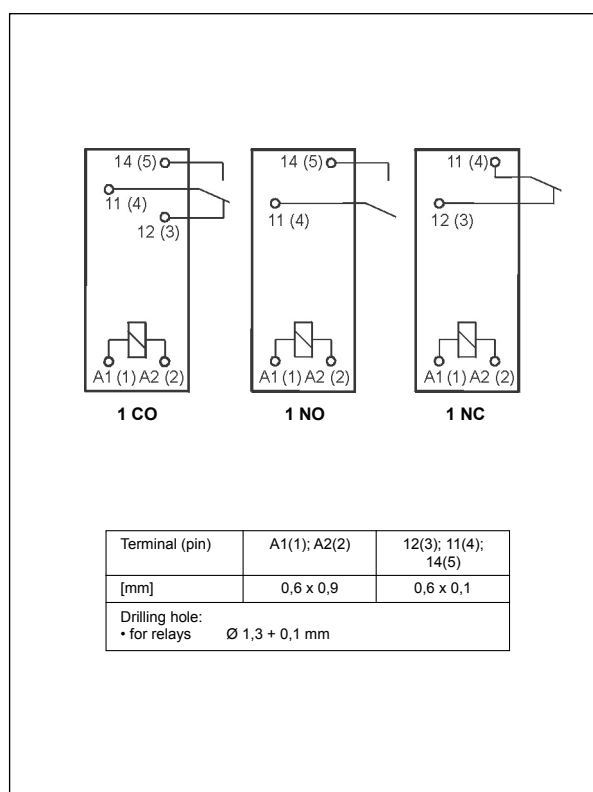 14 (5)
11 (4)
12 (3)
A1 (1) A2 (2)
1 CO
14 (5)
11 (4)
A1 (1) A2 (2)
1 NO
11 (4)
12 (3)
A1 (1) A2 (2)
1 NC
Terminal (pin) A1(1); A2(2) 12(3); 11(4);
14(5)
[mm] 0,6 x 0,9 0,6 x 0,1
Drilling hole:
• for relays Ø 1,3 + 0,1 mm